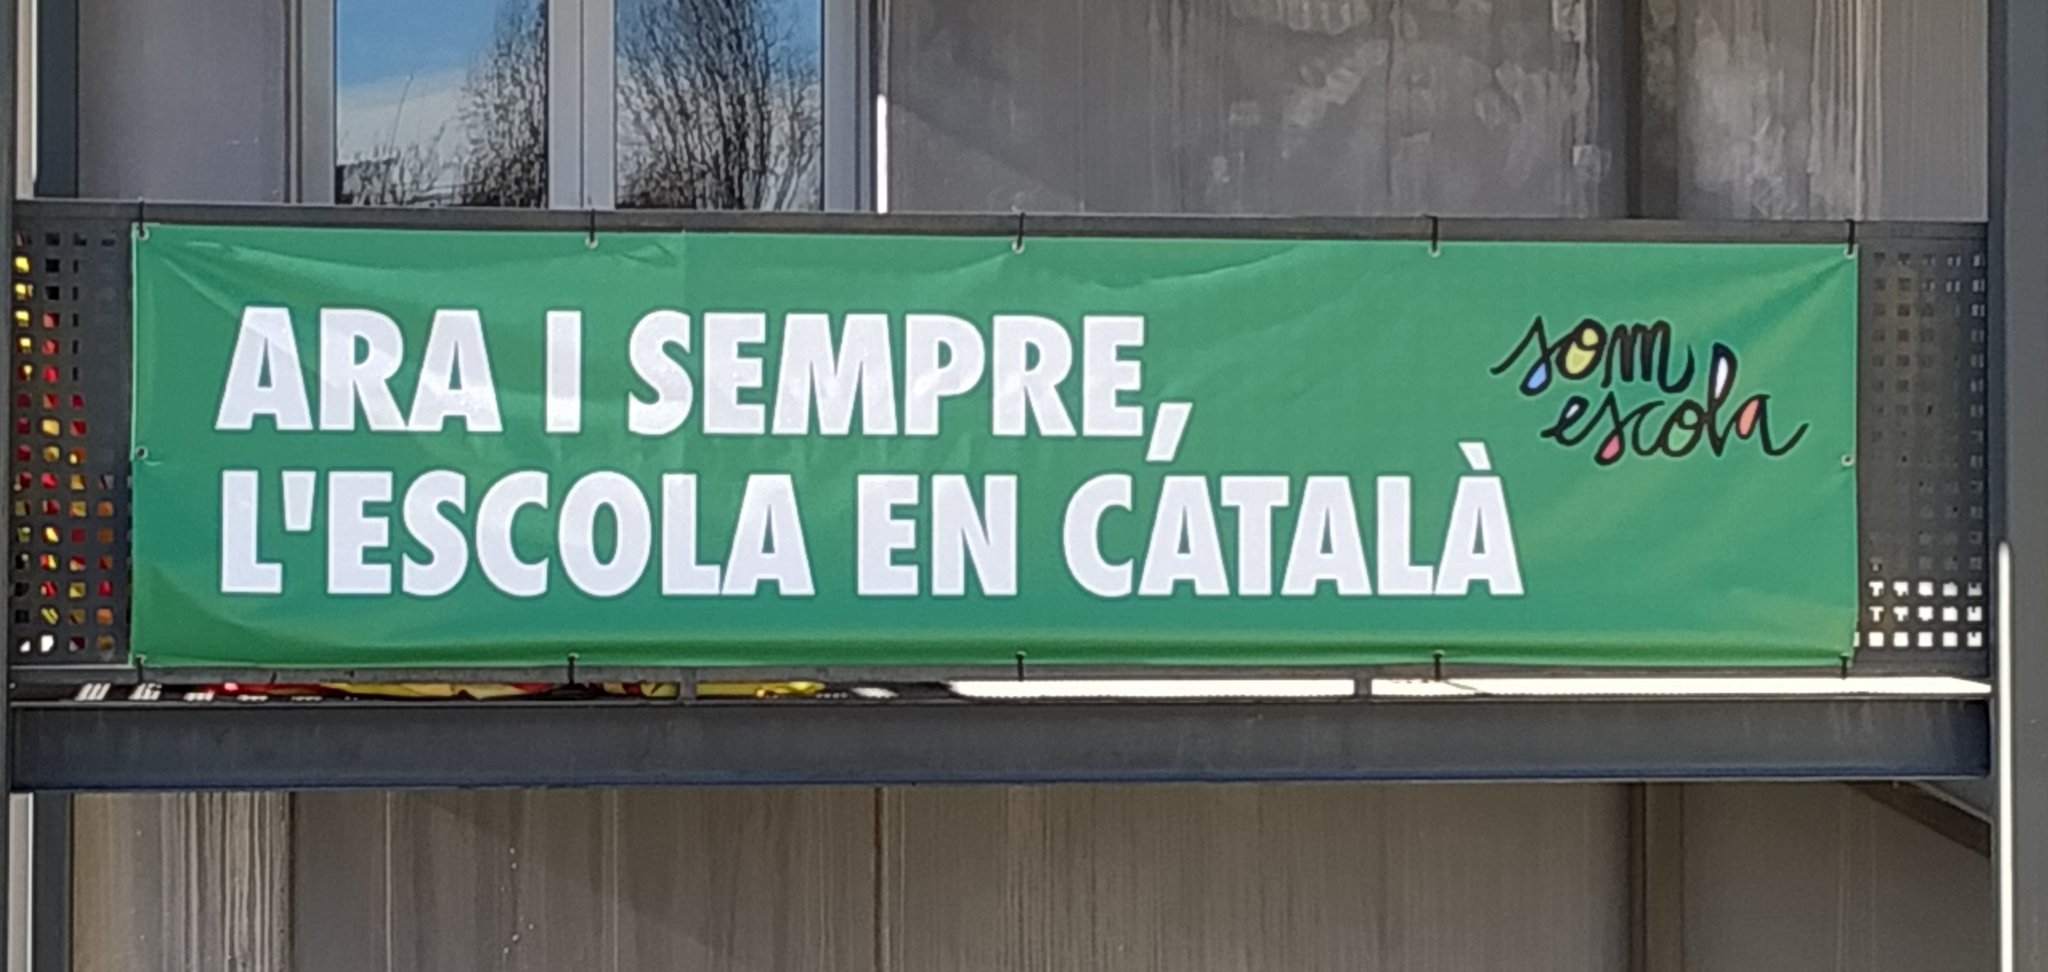 ARA I SEMPRE,
L'ESCOLA EN CATALÀ
som
escola